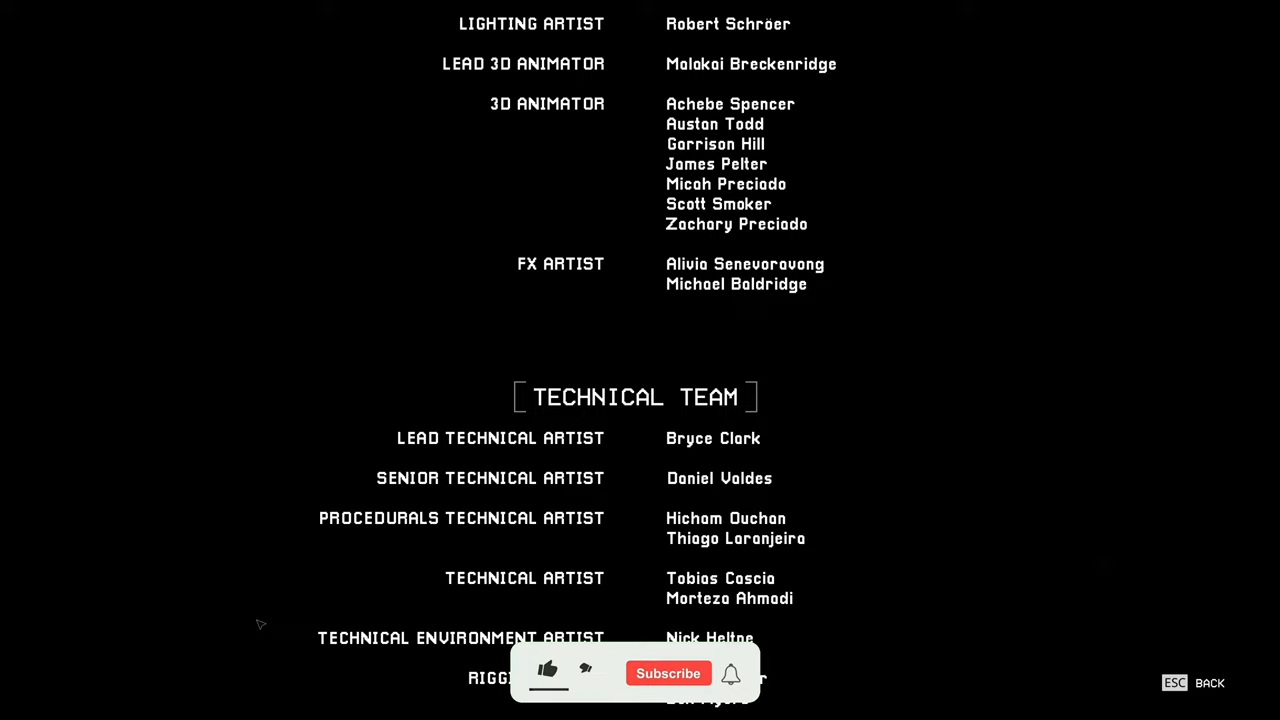 LIGHTING ARTIST Robert Schröer
LEAD 3D ANIMATOR Malakai Breckenridge
3D ANIMATOR Achebe Spencer
Austan Todd
Garrison Hill
James Pelter
Micah Preciado
Scott Smoker
Zachary Preciado
FX ARTIST Alivia Senevoravong
Michael Baldridge
[TECHNICAL TEAM]
LEAD TECHNICAL ARTIST Bryce Clark
SENIOR TECHNICAL ARTIST Daniel Valdes
PROCEDURALS TECHNICAL ARTIST Hicham Ouchan
Thiago Laranjeira
TECHNICAL ARTIST Tobias Cascia
Morteza Ahmadi
TECHNICAL ENVIRONMENT ARTIST Nick Heltne
Subscribe
ESC BACK